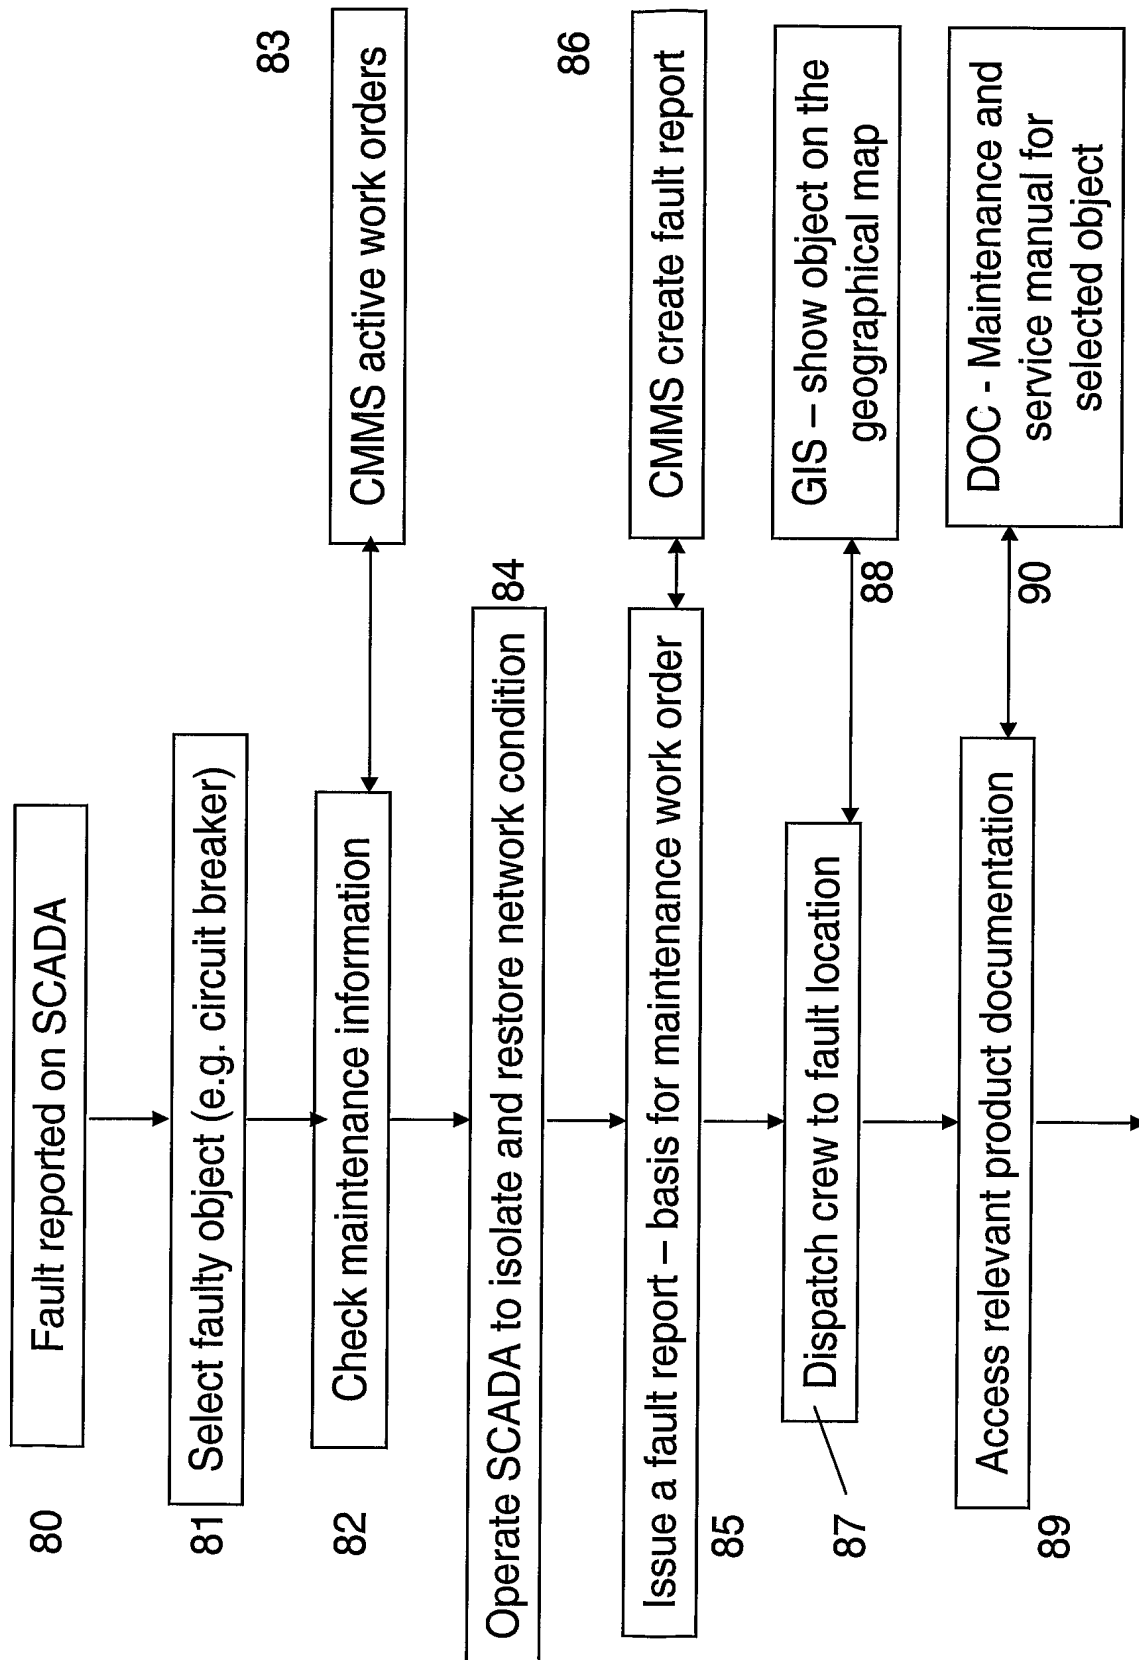 80
Fault reported on SCADA
81
Select faulty object (e.g. circuit breaker)
82
Check maintenance information
83
CMMS active work orders
84
Operate SCADA to isolate and restore network condition
85
Issue a fault report – basis for maintenance work order
86
CMMS create fault report
87
Dispatch crew to fault location
88
GIS – show object on the
geographical map
89
Access relevant product documentation
90
DOC - Maintenance and
service manual for
selected object